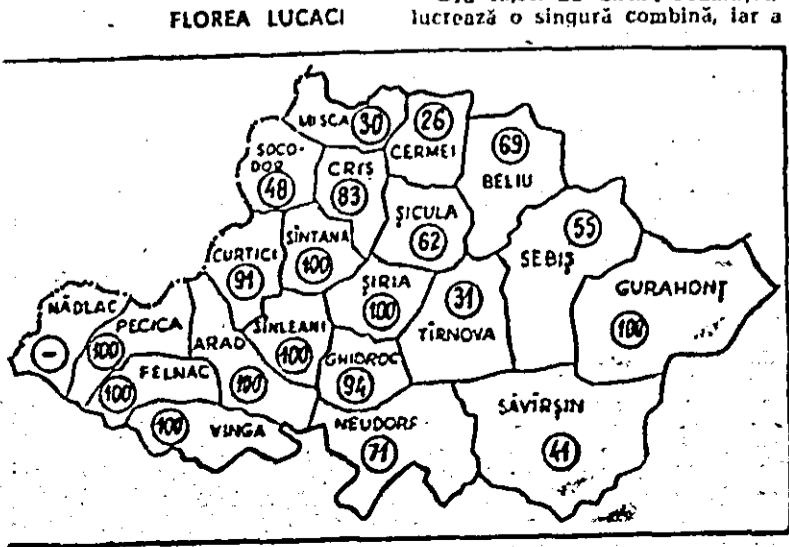 FLOREA LUCACI
lucrează o singură combină, iar a
MIȘCA 30
26
CERMEI
69
BELIU
SOCO-
DOR
48
CRIȘ
83
ȘICULA
62
55
SEBIȘ
CURTICI
91
SÎNTANA
100
ȘIRIA
100
31
TÎRNOVA
GURAHONȚ
100
NĂDLAC
-
PECICA
100
ARAD
100
SÎNLEANI
100
GHIOROC
94
FELNAC
100
100 VINGA
NEUDORF
71
SĂVÎRȘIN
41